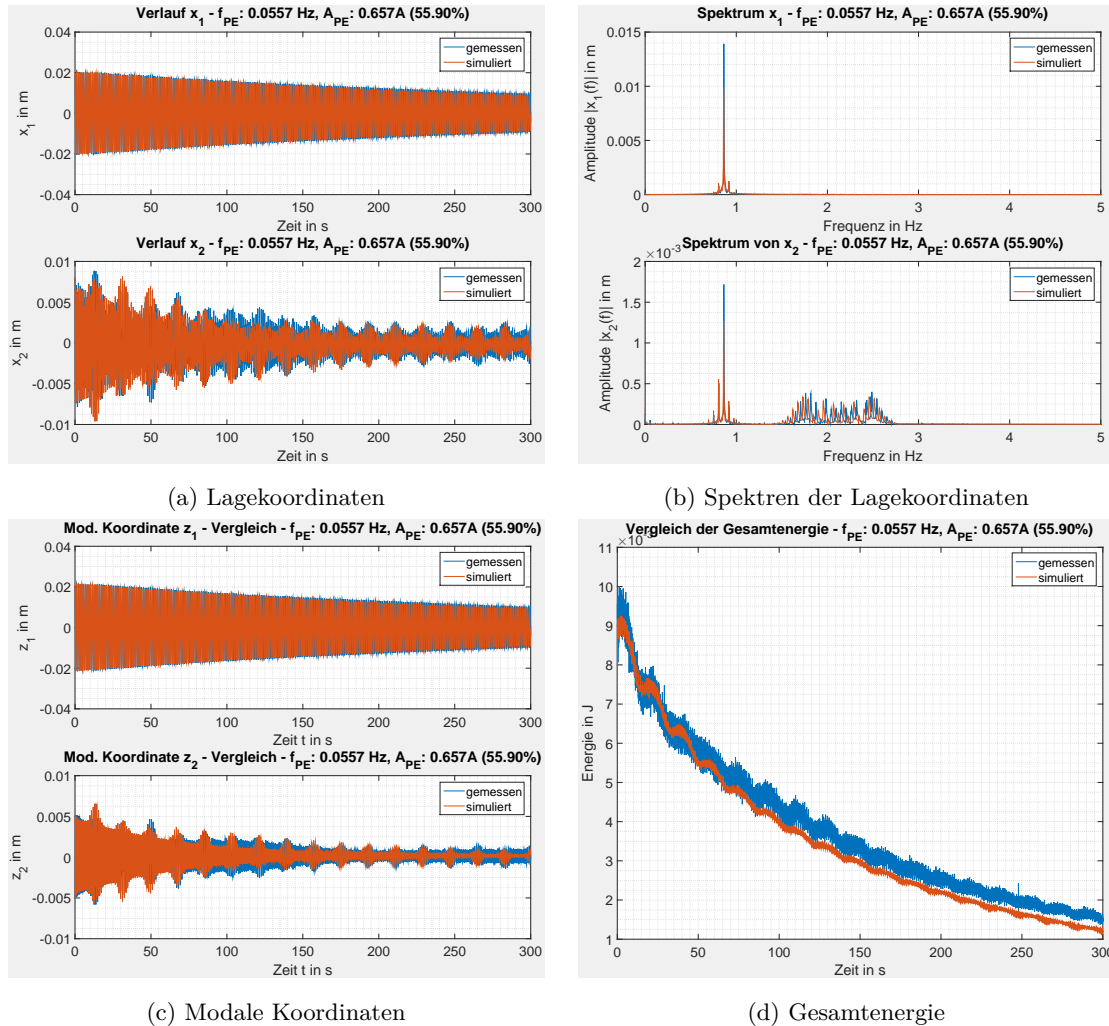 Verlauf x1 - fPE: 0.0557 Hz, APE: 0.657A (55.90%)
0.04
0.02
0
-0.02
-0.04
x1 in m
gemessen
simuliert
0 50 100 150 200 250 300
Zeit in s
Verlauf x2 - fPE: 0.0557 Hz, APE: 0.657A (55.90%)
0.01
0.005
0
-0.005
-0.01
x2 in m
gemessen
simuliert
0 50 100 150 200 250 300
Zeit in s
(a) Lagekoordinaten
Spektrum x1 - fPE: 0.0557 Hz, APE: 0.657A (55.90%)
0.015
0.01
0.005
0
Amplitude |x1(f)| in m
gemessen
simuliert
0 1 2 3 4 5
Frequenz in Hz
Spektrum von x2 - fPE: 0.0557 Hz, APE: 0.657A (55.90%)
×10-3
2
1.5
1
0.5
0
Amplitude |x2(f)| in m
gemessen
simuliert
0 1 2 3 4 5
Frequenz in Hz
(b) Spektren der Lagekoordinaten
Mod. Koordinate z1 - Vergleich - fPE: 0.0557 Hz, APE: 0.657A (55.90%)
0.04
0.02
0
-0.02
-0.04
z1 in m
gemessen
simuliert
0 50 100 150 200 250 300
Zeit t in s
Mod. Koordinate z2 - Vergleich - fPE: 0.0557 Hz, APE: 0.657A (55.90%)
0.01
0.005
0
-0.005
-0.01
z2 in m
gemessen
simuliert
0 50 100 150 200 250 300
Zeit t in s
(c) Modale Koordinaten
Vergleich der Gesamtenergie - fPE: 0.0557 Hz, APE: 0.657A (55.90%)
11
10
9
8
7
6
5
4
3
2
1
Energie in J
gemessen
simuliert
0 50 100 150 200 250 300
Zeit in s
(d) Gesamtenergie